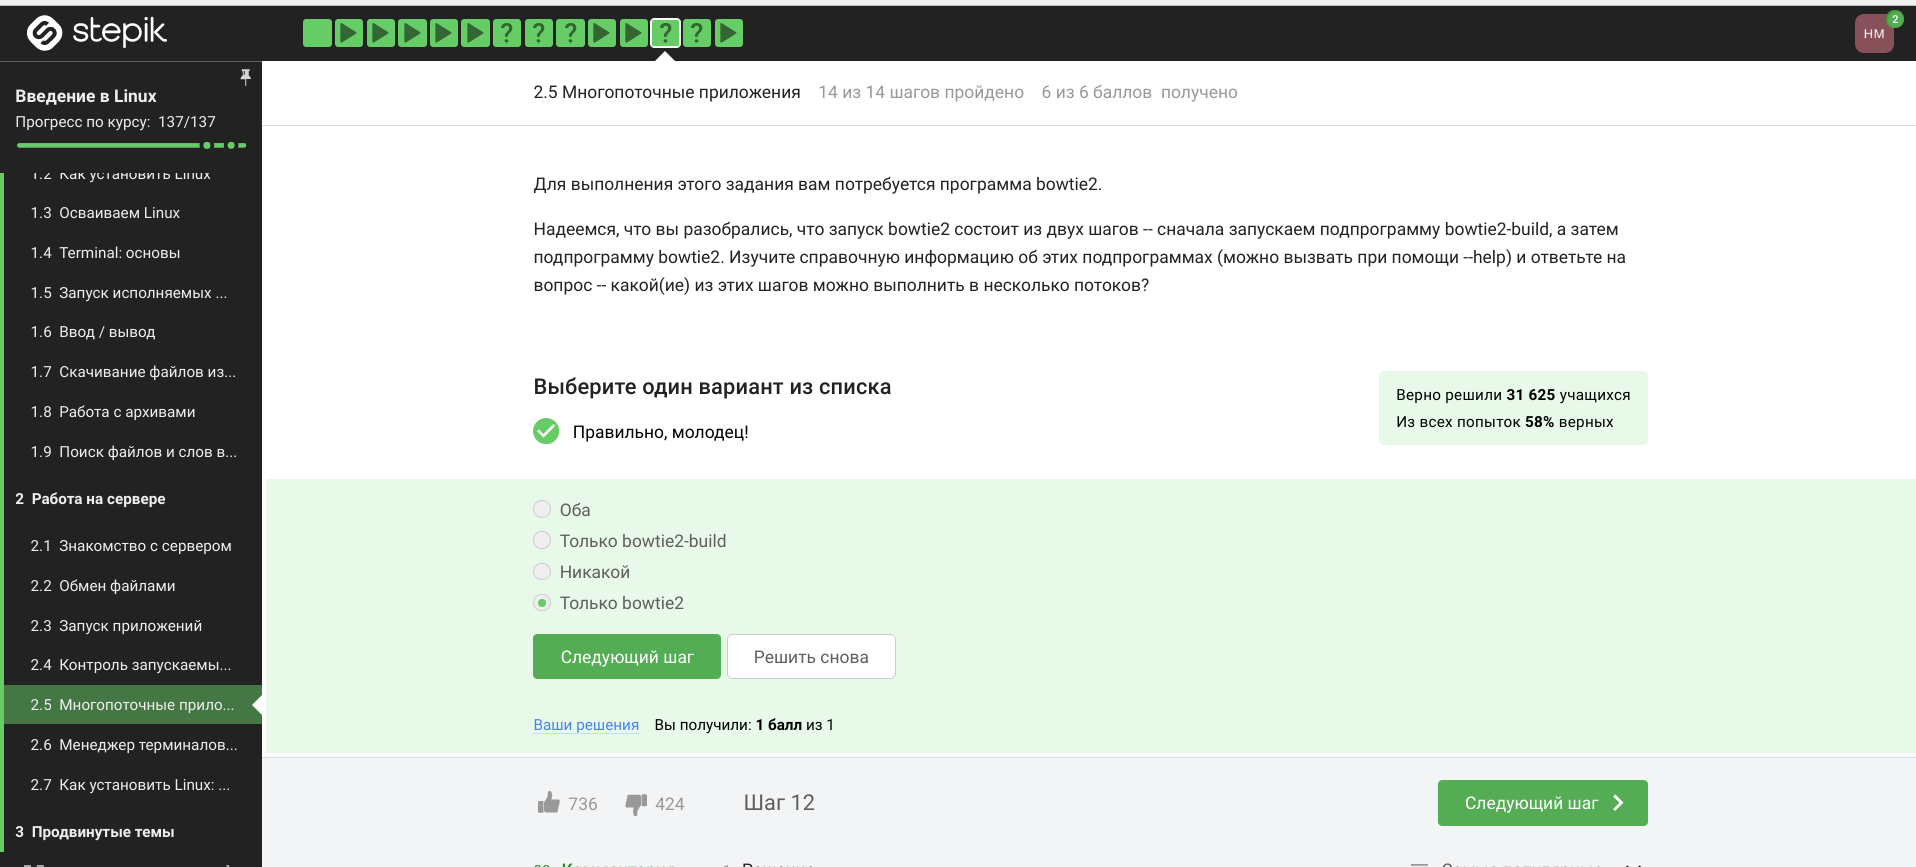 stepik
? ? ? ? ?
НМ
2
Введение в Linux
Прогресс по курсу: 137/137
1.2 Как установить Linux
1.3 Осваиваем Linux
1.4 Terminal: основы
1.5 Запуск исполняемых ...
1.6 Ввод / вывод
1.7 Скачивание файлов из...
1.8 Работа с архивами
1.9 Поиск файлов и слов в...
2 Работа на сервере
2.1 Знакомство с сервером
2.2 Обмен файлами
2.3 Запуск приложений
2.4 Контроль запускаемы...
2.5 Многопоточные прило...
2.6 Менеджер терминалов...
2.7 Как установить Linux: ...
3 Продвинутые темы
2.5 Многопоточные приложения 14 из 14 шагов пройдено 6 из 6 баллов получено
Для выполнения этого задания вам потребуется программа bowtie2.
Надеемся, что вы разобрались, что запуск bowtie2 состоит из двух шагов -- сначала запускаем подпрограмму bowtie2-build, а затем
подпрограмму bowtie2. Изучите справочную информацию об этих подпрограммах (можно вызвать при помощи --help) и ответьте на
вопрос -- какой(ие) из этих шагов можно выполнить в несколько потоков?
Выберите один вариант из списка
Правильно, молодец!
Верно решили 31 625 учащихся
Из всех попыток 58% верных
Оба
Только bowtie2-build
Никакой
Только bowtie2
Следующий шаг
Решить снова
Ваши решения Вы получили: 1 балл из 1
736 424 Шаг 12
Следующий шаг